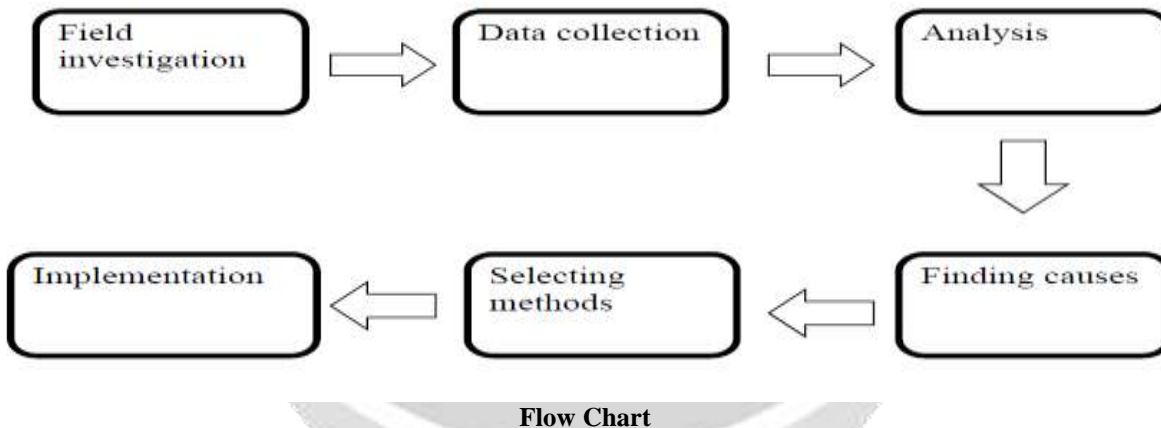 Field
investigation
Data collection
Analysis
Finding causes
Selecting
methods
Implementation
Flow Chart